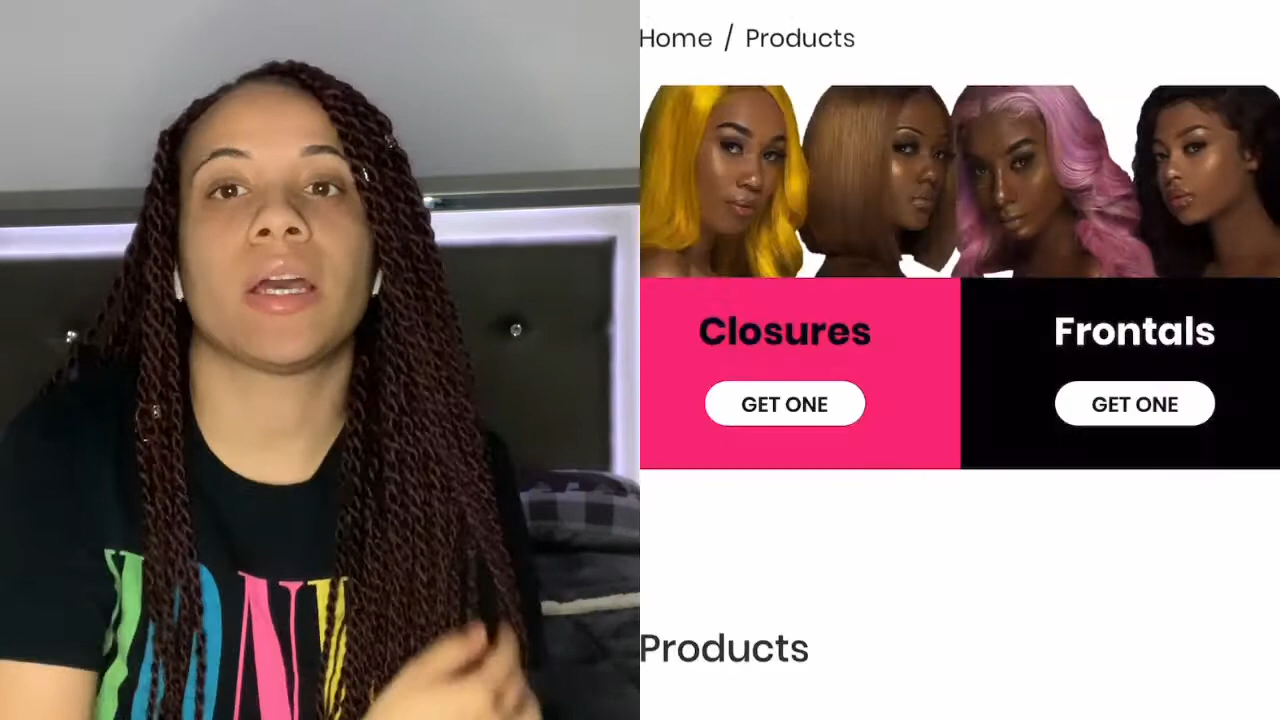 Home / Products
Closures
Frontals
GET ONE
GET ONE
Products